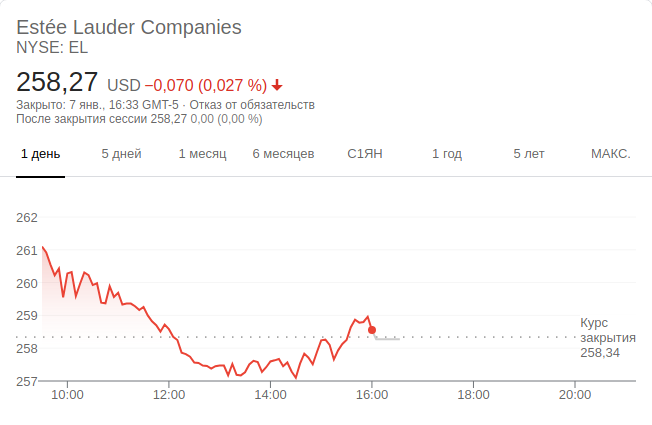 Estée Lauder Companies
NYSE: EL
258,27 USD −0,070 (0,027 %)
Закрыто: 7 янв., 16:33 GMT-5 · Отказ от обязательств
После закрытия сессии 258,27 0,00 (0,00 %)
1 день 5 дней 1 месяц 6 месяцев С1ЯН 1 год 5 лет МАКС.
262
261
260
259
Курс
закрытия
258,34
258
257
10:00 12:00 14:00 16:00 18:00 20:00